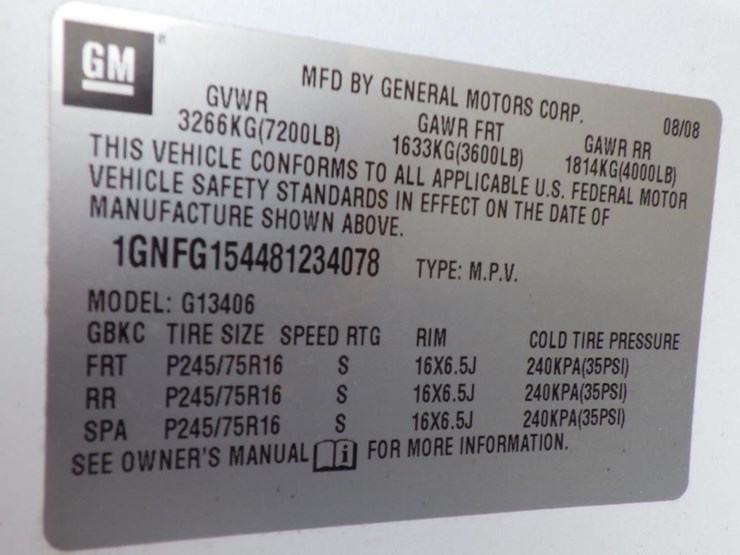 GM
MFD BY GENERAL MOTORS CORP. 08/08
GVWR GAWR FRT GAWR RR
3266KG(7200LB) 1633KG(3600LB) 1814KG(4000LB)
THIS VEHICLE CONFORMS TO ALL APPLICABLE U.S. FEDERAL MOTOR
VEHICLE SAFETY STANDARDS IN EFFECT ON THE DATE OF
MANUFACTURE SHOWN ABOVE.
1GNFG154481234078 TYPE: M.P.V.
MODEL: G13406
GBKC TIRE SIZE SPEED RTG RIM COLD TIRE PRESSURE
FRT P245/75R16 S 16X6.5J 240KPA(35PSI)
RR P245/75R16 S 16X6.5J 240KPA(35PSI)
SPA P245/75R16 S 16X6.5J 240KPA(35PSI)
SEE OWNER'S MANUAL i FOR MORE INFORMATION.